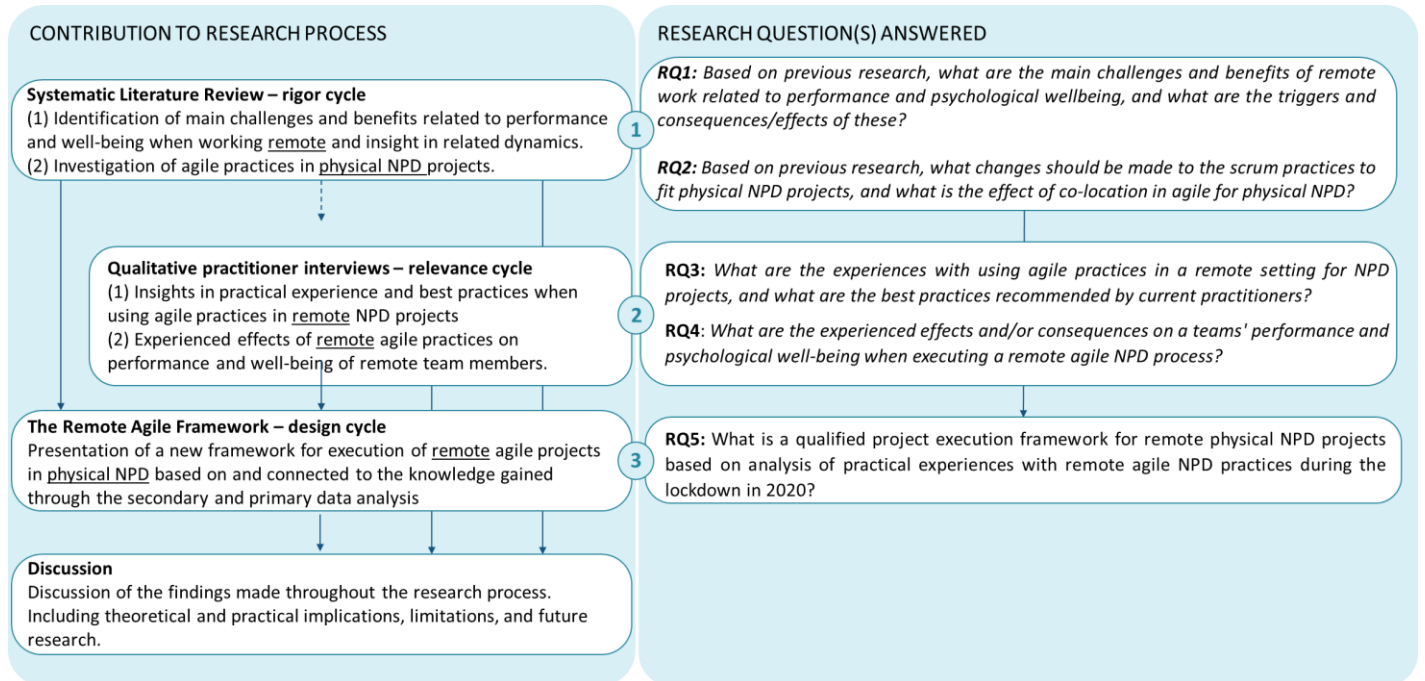 CONTRIBUTION TO RESEARCH PROCESS
Systematic Literature Review – rigor cycle
(1) Identification of main challenges and benefits related to performance
and well-being when working remote and insight in related dynamics.
(2) Investigation of agile practices in physical NPD projects.
Qualitative practitioner interviews – relevance cycle
(1) Insights in practical experience and best practices when
using agile practices in remote NPD projects
(2) Experienced effects of remote agile practices on
performance and well-being of remote team members.
The Remote Agile Framework – design cycle
Presentation of a new framework for execution of remote agile projects
in physical NPD based on and connected to the knowledge gained
through the secondary and primary data analysis
Discussion
Discussion of the findings made throughout the research process.
Including theoretical and practical implications, limitations, and future
research.
1
2
3
RESEARCH QUESTION(S) ANSWERED
RQ1: Based on previous research, what are the main challenges and benefits of remote
work related to performance and psychological wellbeing, and what are the triggers and
consequences/effects of these?
RQ2: Based on previous research, what changes should be made to the scrum practices to
fit physical NPD projects, and what is the effect of co-location in agile for physical NPD?
RQ3: What are the experiences with using agile practices in a remote setting for NPD
projects, and what are the best practices recommended by current practitioners?
RQ4: What are the experienced effects and/or consequences on a teams' performance and
psychological well-being when executing a remote agile NPD process?
RQ5: What is a qualified project execution framework for remote physical NPD projects
based on analysis of practical experiences with remote agile NPD practices during the
lockdown in 2020?